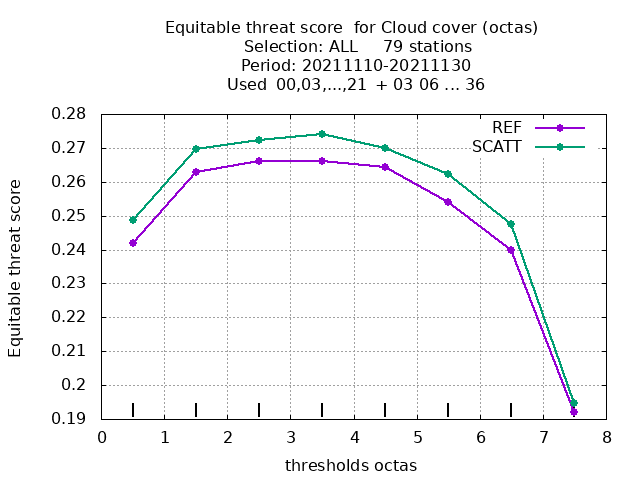 Equitable threat score  for Cloud cover (octas)
Selection: ALL     79 stations
Period: 20211110-20211130
Used  00,03,...,21  + 03 06 ... 36
REF
SCATT
0.28
0.27
0.26
0.25
0.24
0.23
0.22
0.21
0.2
0.19
Equitable threat score
0 1 2 3 4 5 6 7 8
thresholds octas